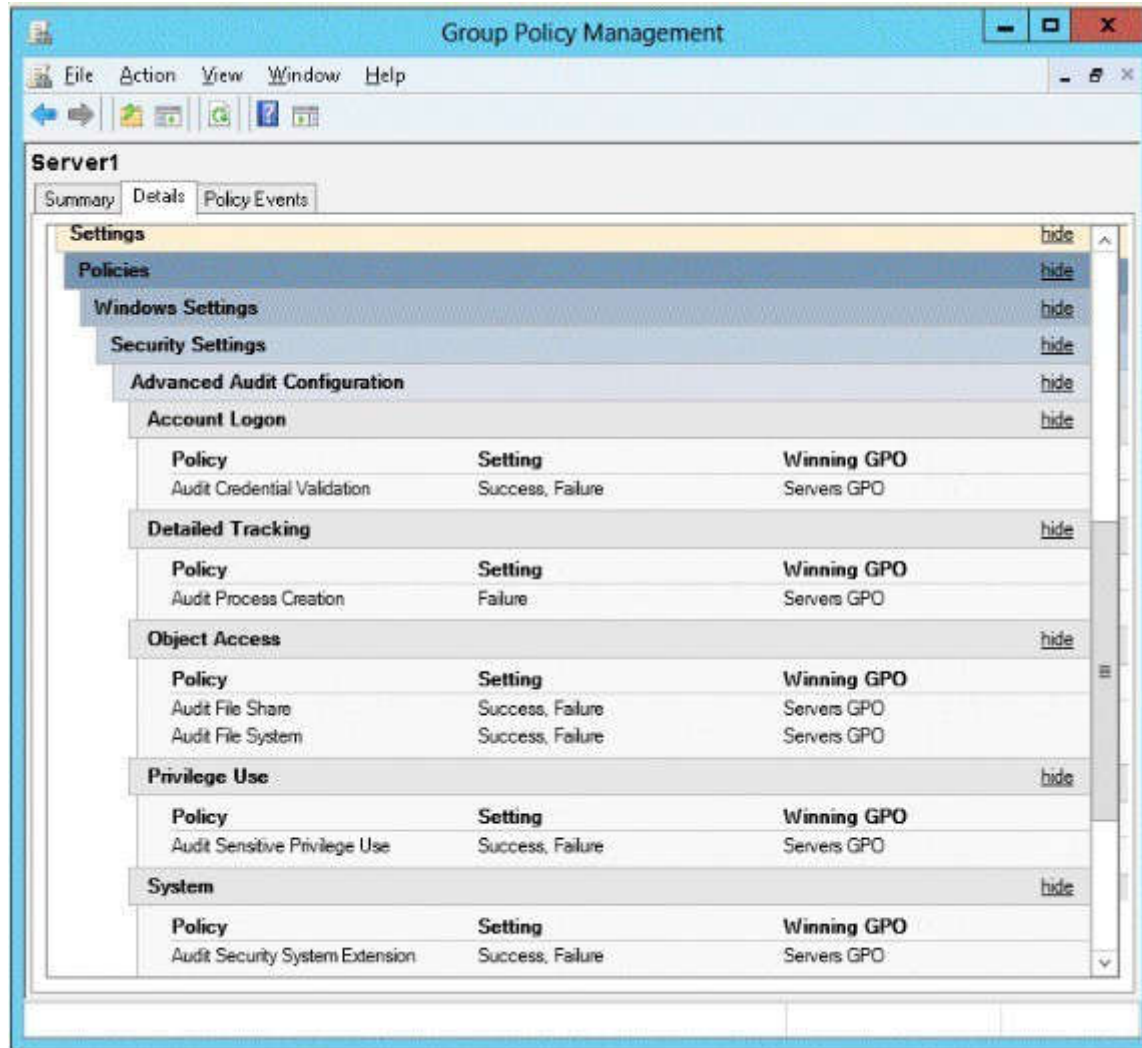 Group Policy Management
File Action View Window Help
Server1
Summary Details Policy Events
Settings hide
Policies hide
Windows Settings hide
Security Settings hide
Advanced Audit Configuration hide
Account Logon hide
Policy Setting Winning GPO
Audit Credential Validation Success, Failure Servers GPO
Detailed Tracking hide
Policy Setting Winning GPO
Audit Process Creation Failure Servers GPO
Object Access hide
Policy Setting Winning GPO
Audit File Share Success, Failure Servers GPO
Audit File System Success, Failure Servers GPO
Privilege Use hide
Policy Setting Winning GPO
Audit Sensitive Privilege Use Success, Failure Servers GPO
System hide
Policy Setting Winning GPO
Audit Security System Extension Success, Failure Servers GPO